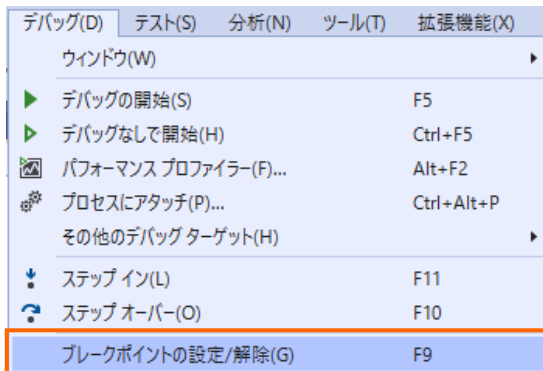 デバッグ(D) テスト(S) 分析(N) ツール(T) 拡張機能(X)
ウィンドウ(W)
デバッグの開始(S) F5
デバッグなしで開始(H) Ctrl+F5
パフォーマンス プロファイラー(F)... Alt+F2
プロセスにアタッチ(P)... Ctrl+Alt+P
その他のデバッグ ターゲット(H)
ステップ イン(L) F11
ステップ オーバー(O) F10
ブレークポイントの設定/解除(G) F9